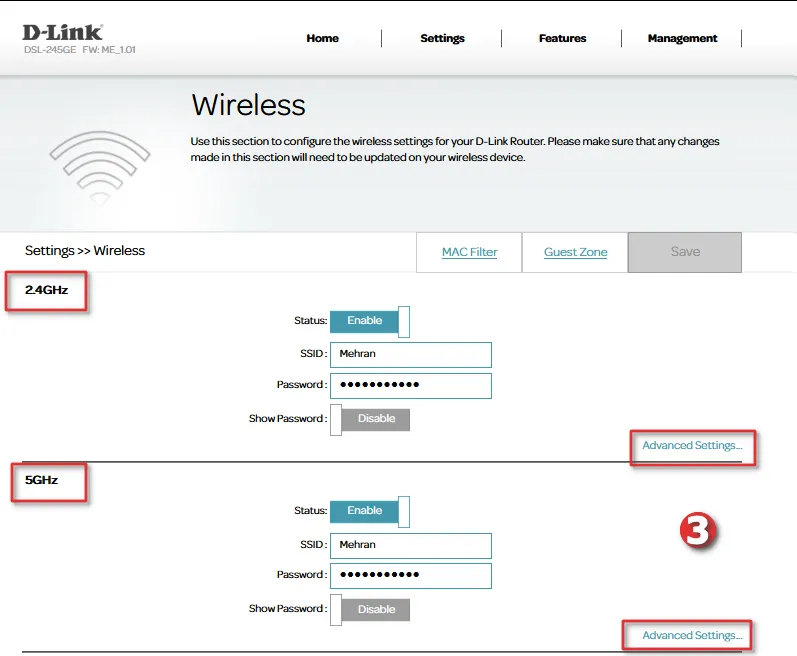 D-Link
DSL-245GE FW: ME_1.01
Home Settings Features Management
Wireless
Use this section to configure the wireless settings for your D-Link Router. Please make sure that any changes
made in this section will need to be updated on your wireless device.
Settings >> Wireless MAC Filter Guest Zone Save
2.4GHz
Status: Enable
SSID : Mehran
Password : ●●●●●●●●●●●
Show Password : Disable
Advanced Settings...
5GHz
Status: Enable
3
SSID : Mehran
Password : ●●●●●●●●●●●
Show Password : Disable
Advanced Settings...